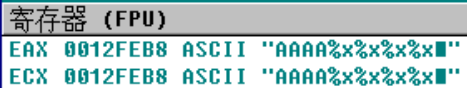 寄存器 (FPU)
EAX 0012FEB8 ASCII "AAAA%x%x%x%x■"
ECX 0012FEB8 ASCII "AAAA%x%x%x%x■"